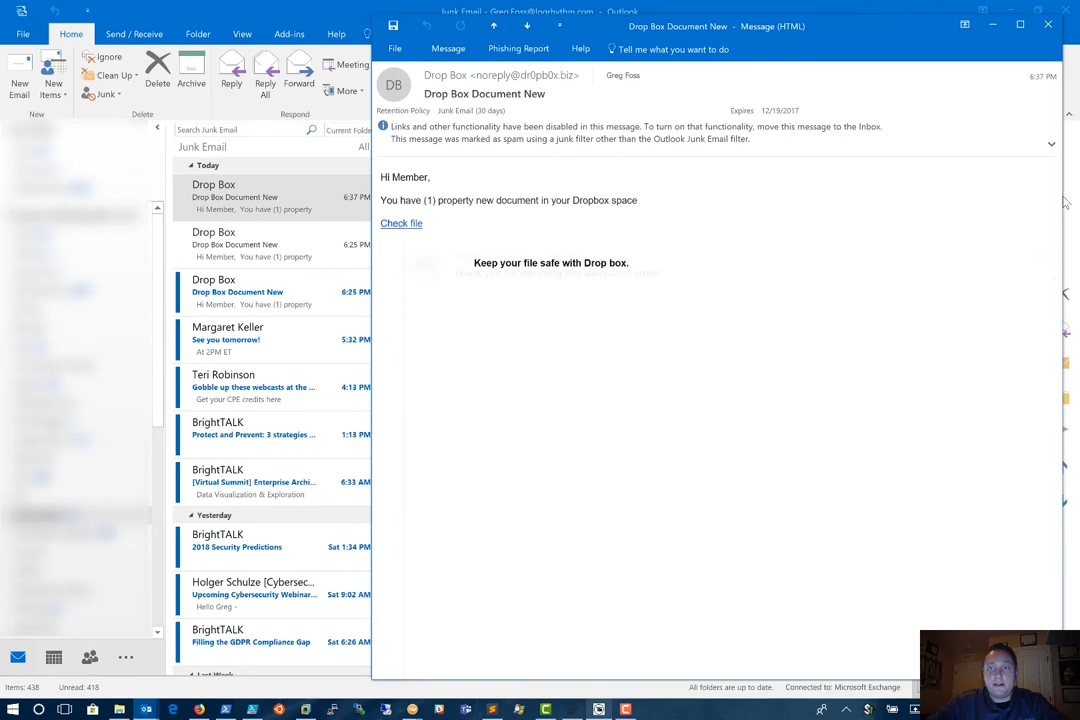 Junk Email - Greg Foss@logrhythm.com - Outlook
File
Home
Send / Receive
Folder
View
Add-ins
Help
New Email
New Items
New
Ignore
Clean Up
Junk
Delete
Archive
Delete
Reply
Reply All
Forward
Meeting
More
Respond
Search Junk Email
Current Folde
Junk Email
All
Today
Drop Box
Drop Box Document New 6:37 PM
Hi Member, You have (1) property
Drop Box
Drop Box Document New 6:25 PM
Hi Member, You have (1) property
Drop Box
Drop Box Document New 6:25 PM
Hi Member, You have (1) property
Margaret Keller
See you tomorrow! 5:32 PM
At 2PM ET
Teri Robinson
Gobble up these webcasts at the ... 4:13 PM
Get your CPE credits here
BrightTALK
Protect and Prevent: 3 strategies ... 1:13 PM
BrightTALK
[Virtual Summit] Enterprise Archi... 6:33 AM
Data Visualization & Exploration
Yesterday
BrightTALK
2018 Security Predictions Sat 1:34 PM
Holger Schulze [Cybersec...
Upcoming Cybersecurity Webinar... Sat 9:02 AM
Hello Greg -
BrightTALK
Filling the GDPR Compliance Gap Sat 6:26 AM
Last Week
Drop Box Document New - Message (HTML)
File
Message
Phishing Report
Help
Tell me what you want to do
DB
Drop Box <noreply@dr0pb0x.biz>
Greg Foss
6:37 PM
Drop Box Document New
Retention Policy Junk Email (30 days)
Expires 12/19/2017
Links and other functionality have been disabled in this message. To turn on that functionality, move this message to the Inbox.
This message was marked as spam using a junk filter other than the Outlook Junk Email filter.
Hi Member,
You have (1) property new document in your Dropbox space
Check file
Keep your file safe with Drop box.
Thank you for reporting this suspicious email
Items: 438
Unread: 418
All folders are up to date.
Connected to: Microsoft Exchange